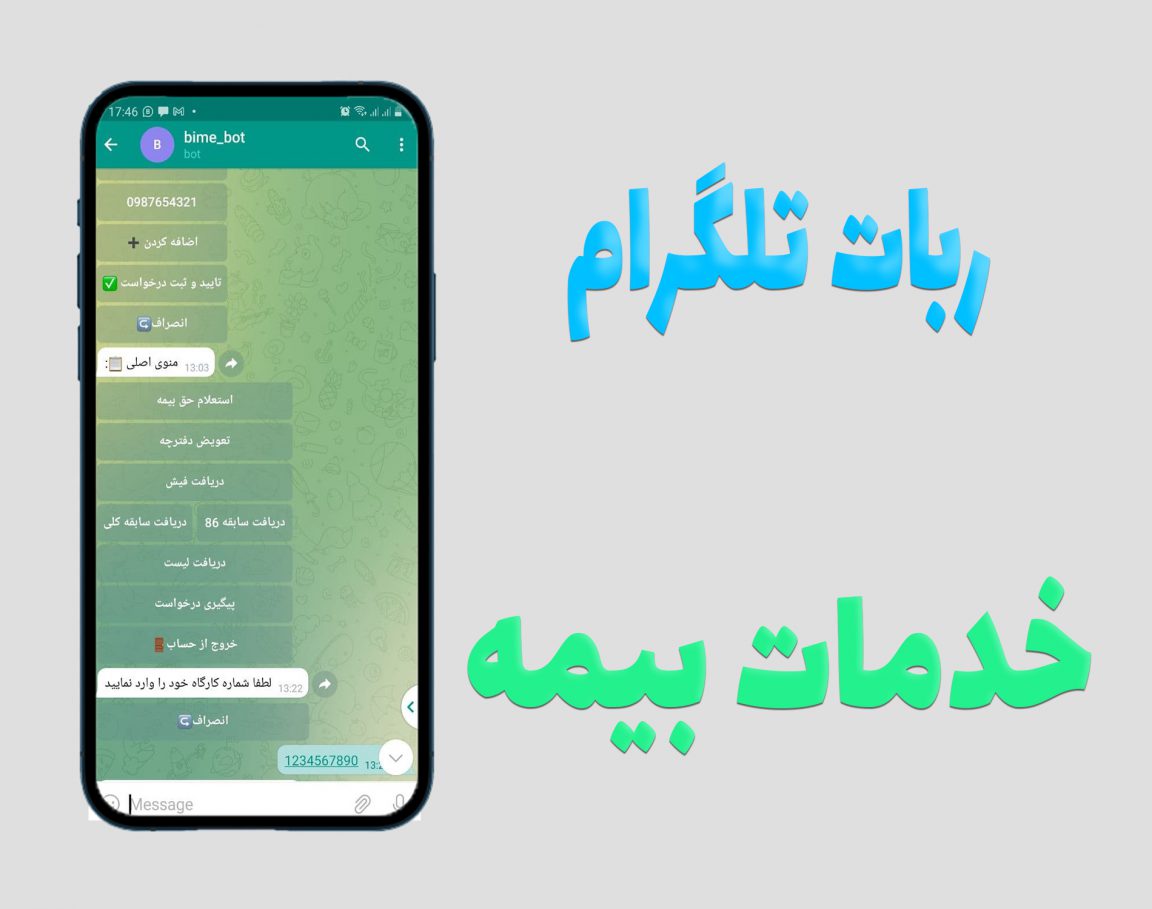 17:46
bime_bot
bot
0987654321
اضافه کردن ➕
تایید و ثبت درخواست ✅
انصراف
منوی اصلی 📋:
13:03
استعلام حق بیمه
تعویض دفترچه
دریافت فیش
دریافت سابقه 86
دریافت سابقه کلی
دریافت لیست
پیگیری درخواست
خروج از حساب🚪
لطفا شماره کارگاه خود را وارد نمایید
13:22
انصراف
1234567890
Message
ربات تلگرام
خدمات بیمه